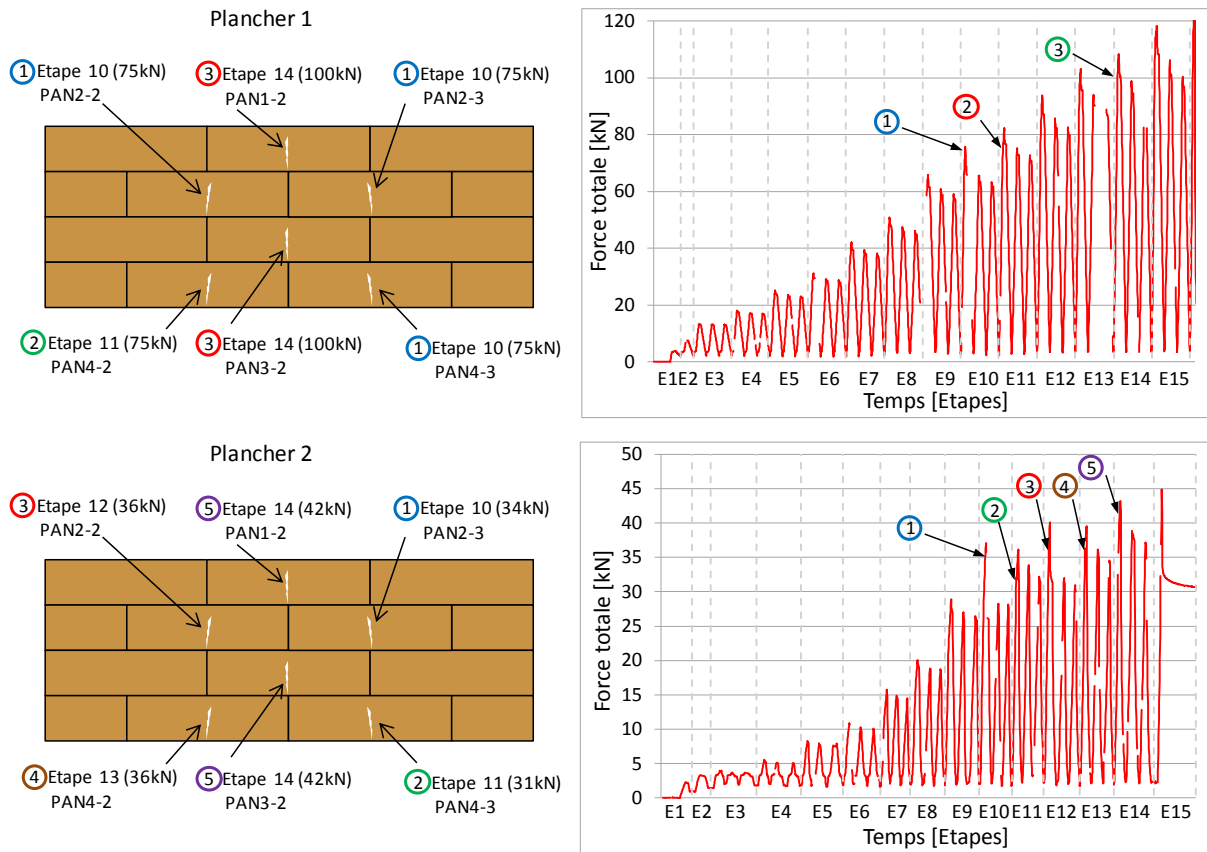 Plancher 1
1 Etape 10 (75kN)
PAN2-2
3 Etape 14 (100kN)
PAN1-2
1 Etape 10 (75kN)
PAN2-3
2 Etape 11 (75kN)
PAN4-2
3 Etape 14 (100kN)
PAN3-2
1 Etape 10 (75kN)
PAN4-3
Force totale [kN]
120
100
80
60
40
20
0
1
2
3
E1 E2 E3 E4 E5 E6 E7 E8 E9 E10 E11 E12 E13 E14 E15
Temps [Etapes]
Plancher 2
3 Etape 12 (36kN)
PAN2-2
5 Etape 14 (42kN)
PAN1-2
1 Etape 10 (34kN)
PAN2-3
4 Etape 13 (36kN)
PAN4-2
5 Etape 14 (42kN)
PAN3-2
2 Etape 11 (31kN)
PAN4-3
Force totale [kN]
50
45
40
35
30
25
20
15
10
5
0
1
2
3
4
5
E1 E2 E3 E4 E5 E6 E7 E8 E9 E10 E11 E12 E13 E14 E15
Temps [Etapes]